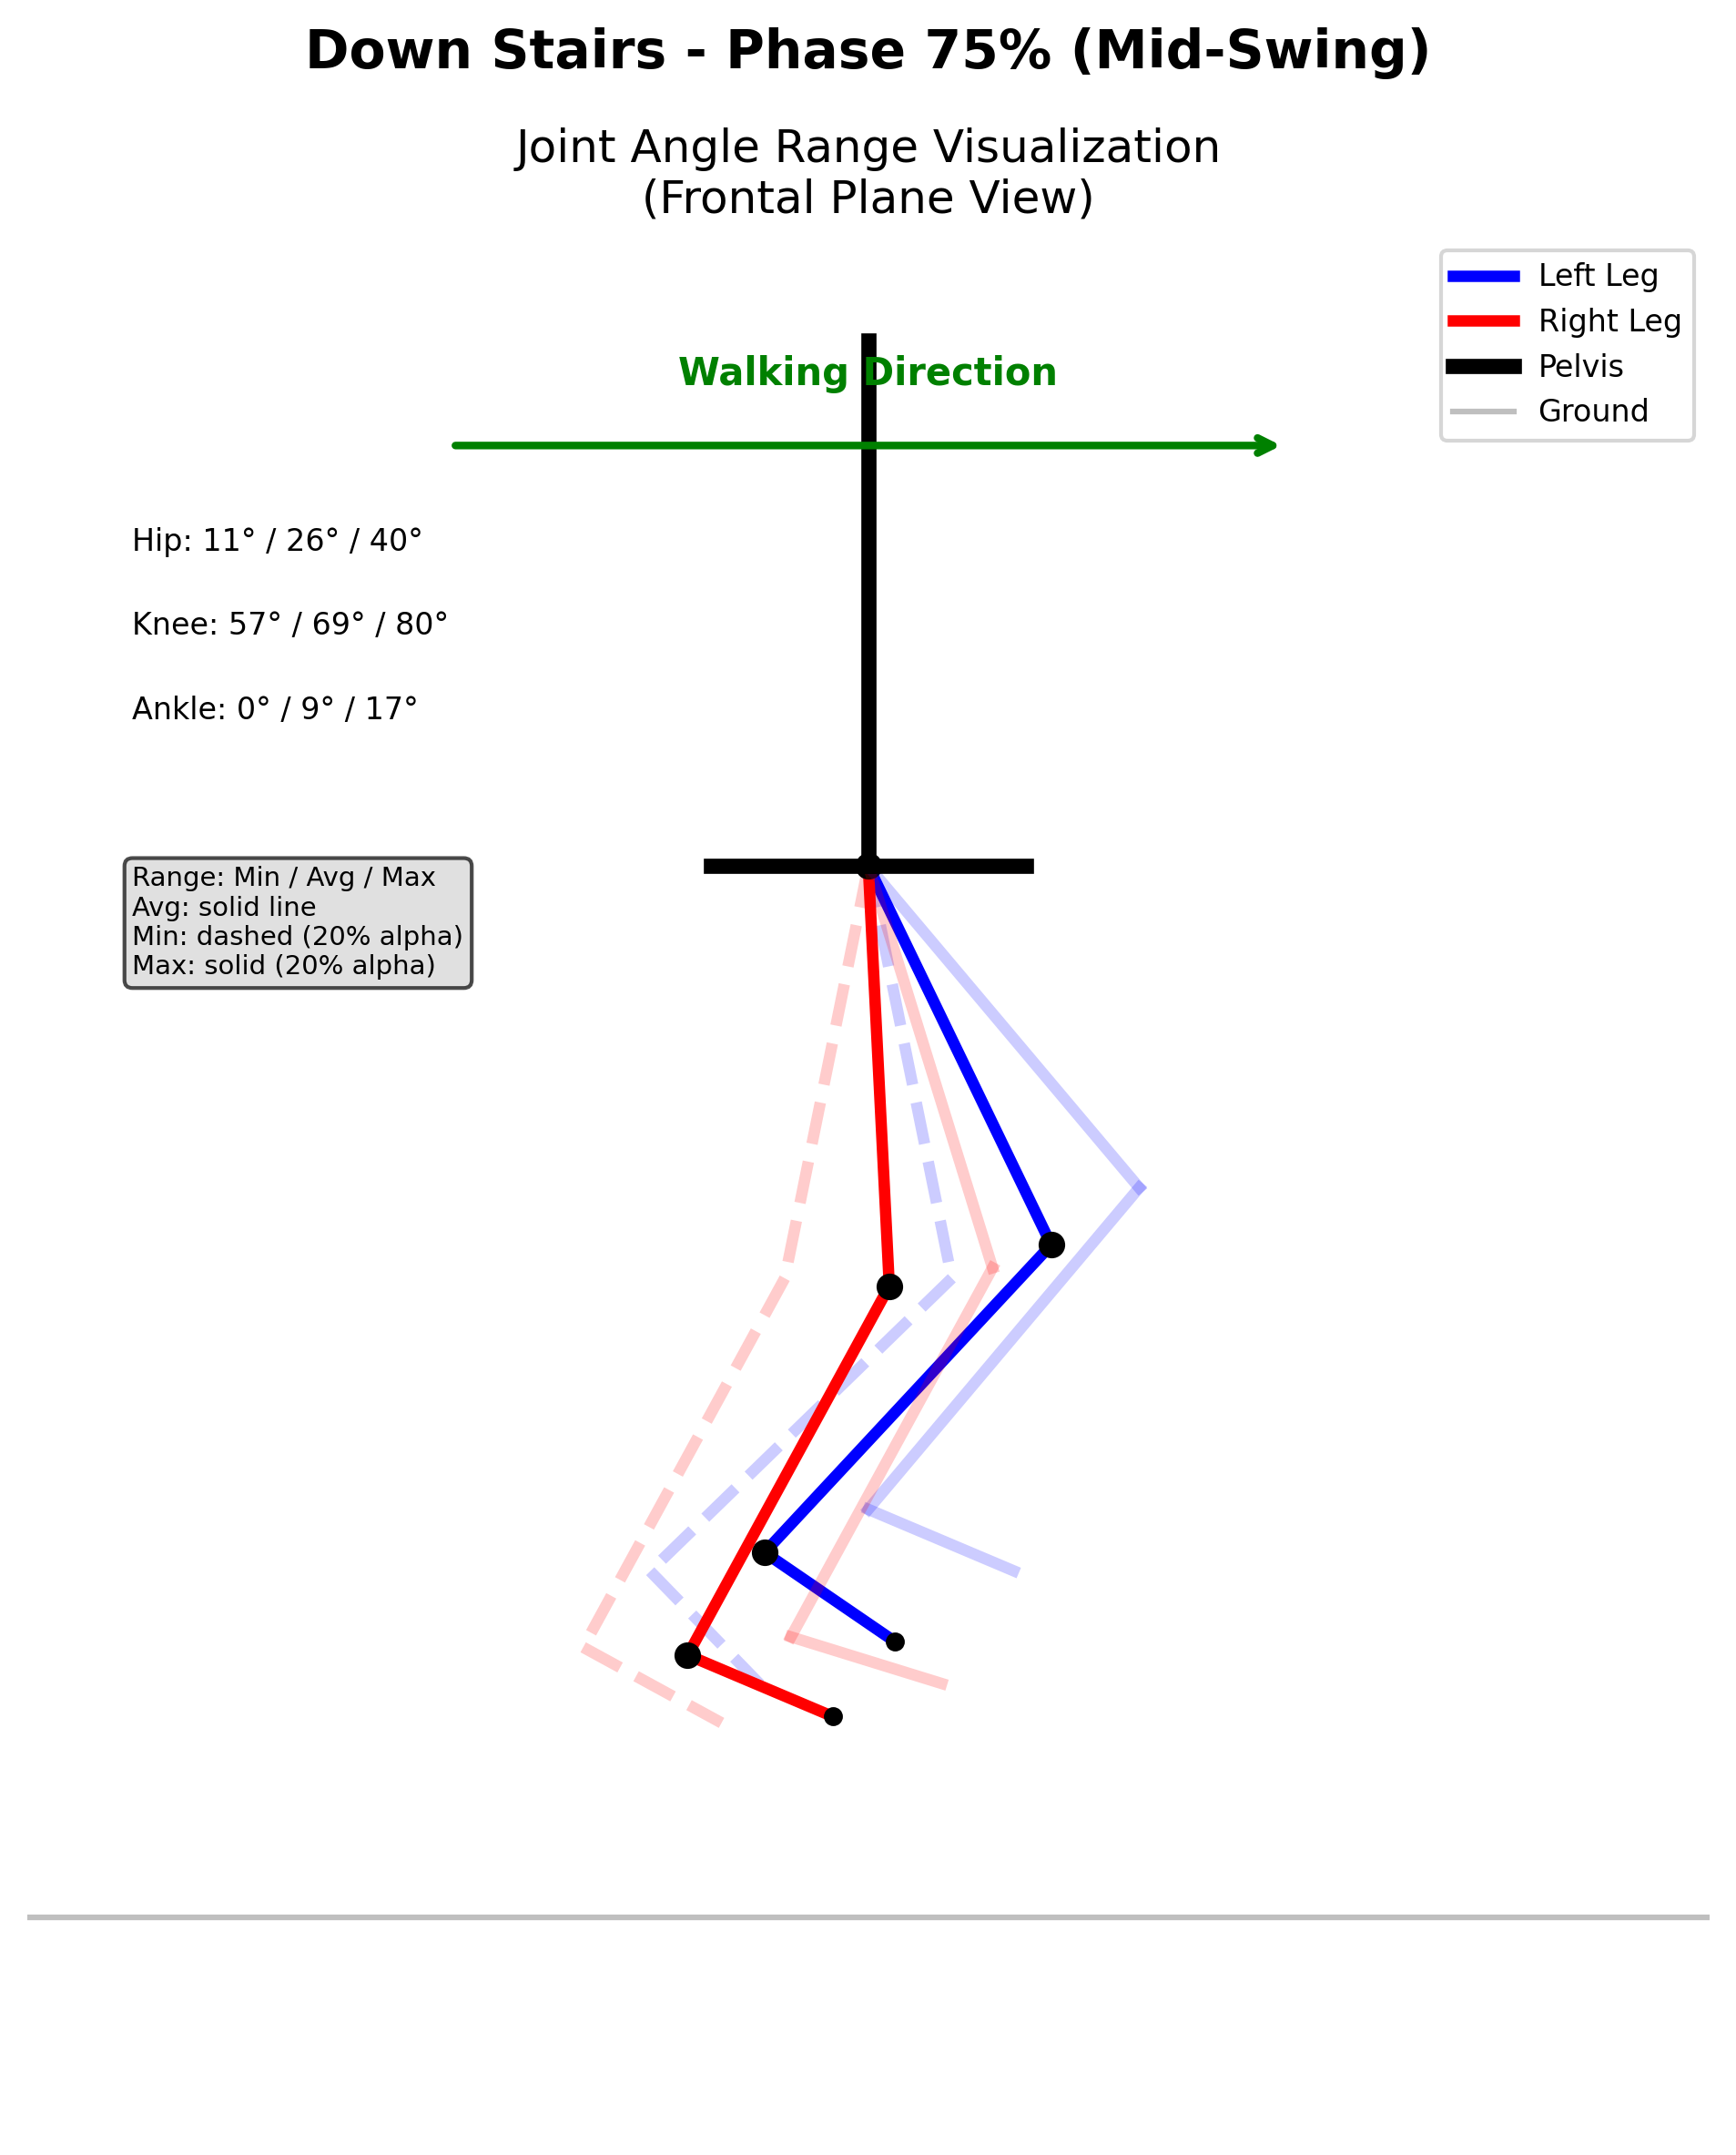 Down Stairs - Phase 75% (Mid-Swing)
Joint Angle Range Visualization
(Frontal Plane View)
Left Leg
Right Leg
Pelvis
Ground
Walking Direction
Hip: 11° / 26° / 40°
Knee: 57° / 69° / 80°
Ankle: 0° / 9° / 17°
Range: Min / Avg / Max
Avg: solid line
Min: dashed (20% alpha)
Max: solid (20% alpha)